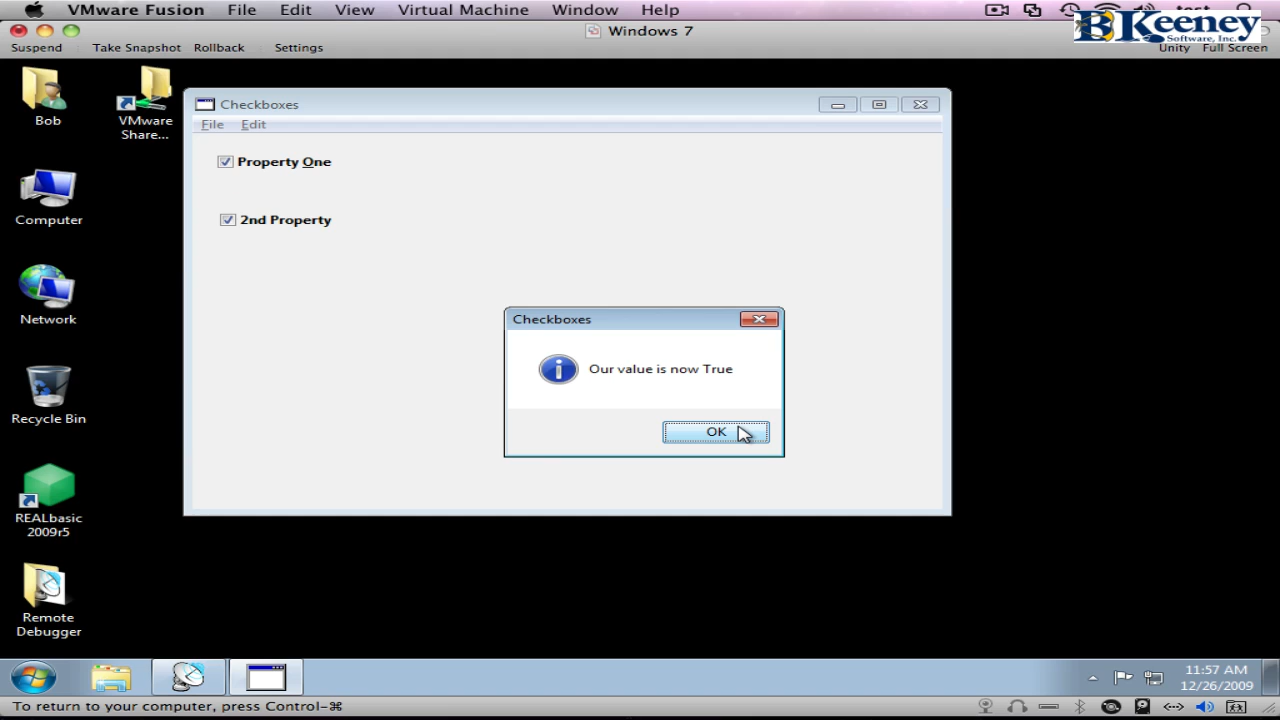 VMware Fusion File Edit View Virtual Machine Window Help
Windows 7
BKeeney
Software, Inc.
Suspend Take Snapshot Rollback Settings Unity Full Screen
Bob
VMware
Share...
Computer
Network
Recycle Bin
REALbasic
2009r5
Remote
Debugger
Checkboxes
File Edit
Property One
2nd Property
Checkboxes
Our value is now True
OK
11:57 AM
12/26/2009
To return to your computer, press Control-⌘